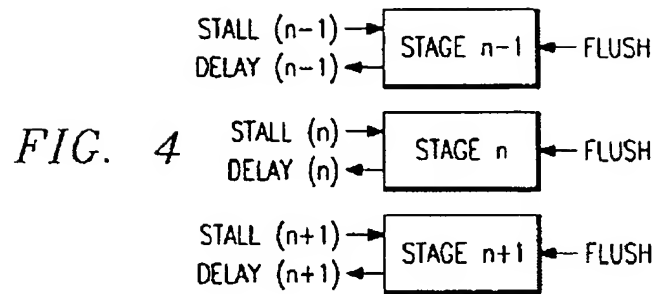 STALL (n-1)
DELAY (n-1)
STAGE n-1
FLUSH
FIG. 4
STALL (n)
DELAY (n)
STAGE n
FLUSH
STALL (n+1)
DELAY (n+1)
STAGE n+1
FLUSH